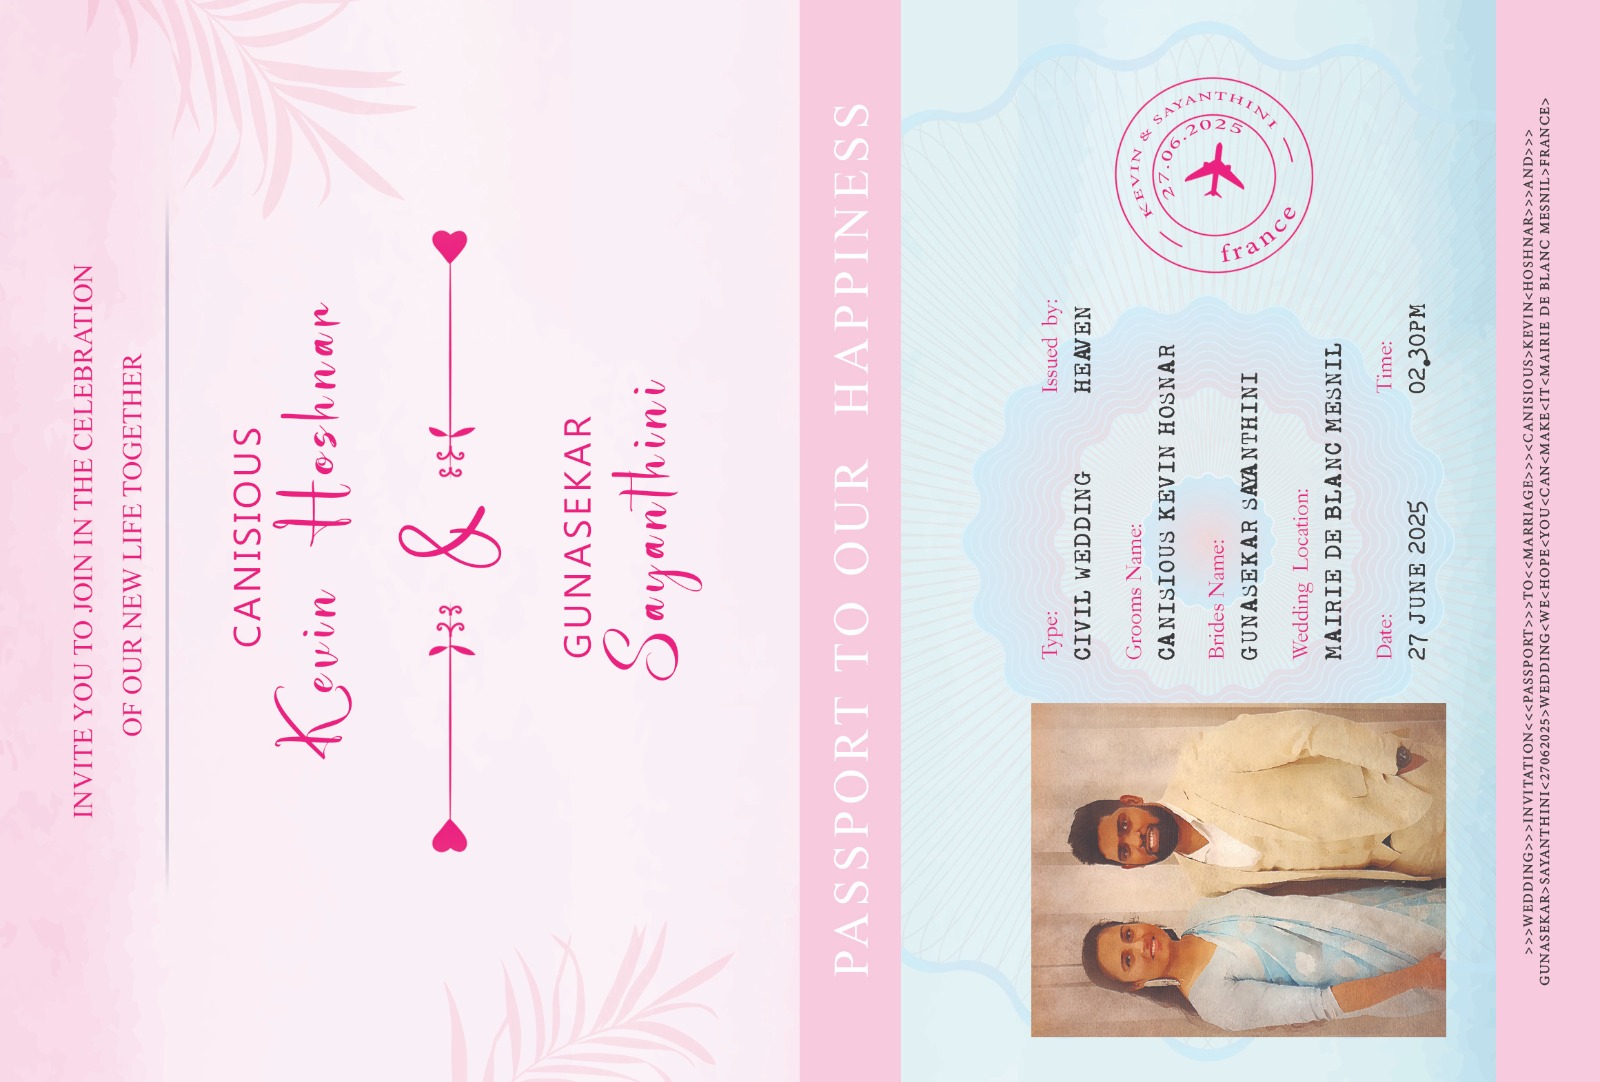 INVITE YOU TO JOIN IN THE CELEBRATION
OF OUR NEW LIFE TOGETHER
CANISIOUS
Kevin Hoshnar
&
GUNASEKAR
Sayanthini
PASSPORT TO OUR HAPPINESS
Type:
CIVIL WEDDING
Issued by:
HEAVEN
Grooms Name:
CANISIOUS KEVIN HOSNAR
Brides Name:
GUNASEKAR SAYANTHINI
Wedding Location:
MAIRIE DE BLANC MESNIL
Date:
27 JUNE 2025
Time:
02.30PM
KEVIN & SAYANTHINI
27.06.2025
france
>>>WEDDING>>>INVITATION<<<PASSPORT>>>TO<<MARRIAGE>>><CANISIOUS>KEVIN<HOSHNAR>>>AND>>>
GUNASEKAR>SAYANTHINI<27062025>WEDDING<WE<HOPE<YOU<CAN<MAKE<IT<MAIRIE DE BLANC MESNIL>FRANCE>